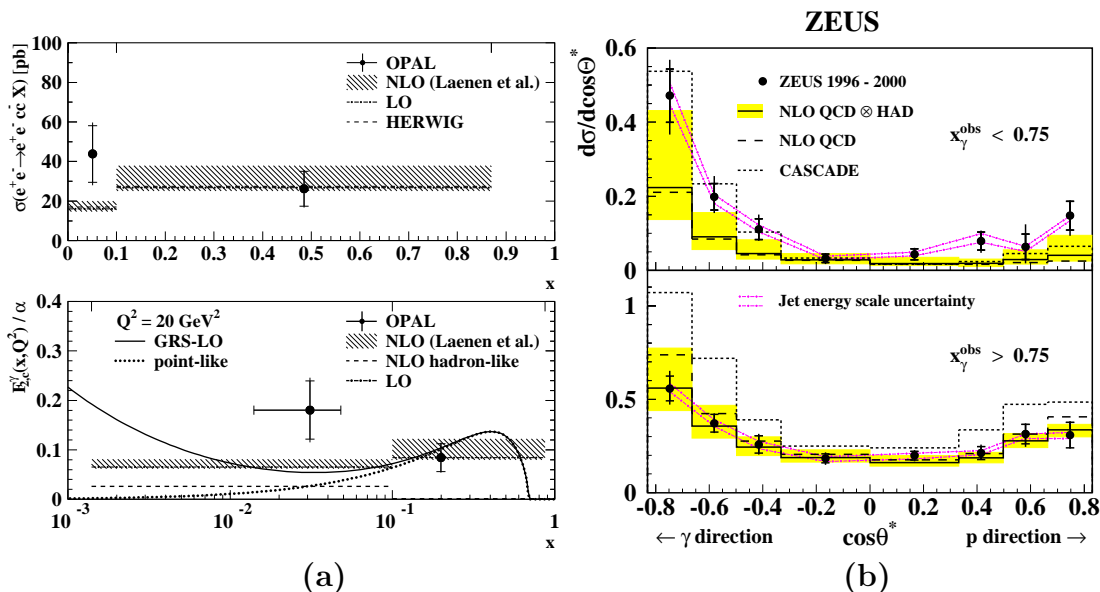 σ(e⁺e⁻→e⁺e⁻ cc̄ X) [pb]
100
80
60
40
20
0
OPAL
NLO (Laenen et al.)
LO
HERWIG
0 0.1 0.2 0.3 0.4 0.5 0.6 0.7 0.8 0.9 1
x
F₂,c^γ(x,Q²) / α
0.4
0.3
0.2
0.1
0
Q² = 20 GeV²
GRS-LO
point-like
OPAL
NLO (Laenen et al.)
NLO hadron-like
LO
10⁻³ 10⁻² 10⁻¹ 1
x
(a)
ZEUS
dσ/dcosΘ*
0.6
0.4
0.2
0
ZEUS 1996 - 2000
NLO QCD ⊗ HAD
NLO QCD
CASCADE
x_γ^obs < 0.75
1
0.5
0
Jet energy scale uncertainty
x_γ^obs > 0.75
-0.8 -0.6 -0.4 -0.2 0 0.2 0.4 0.6 0.8
← γ direction cosθ* p direction →
(b)